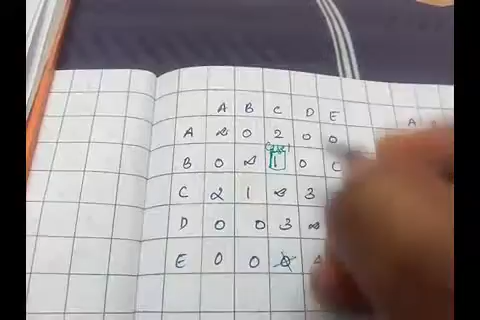 A B C D E
A ∞ 0 2 0 0
B 0 ∞ 1 0
C 2 1 ∞ 3
D 0 0 3 ∞
E 0 0
A